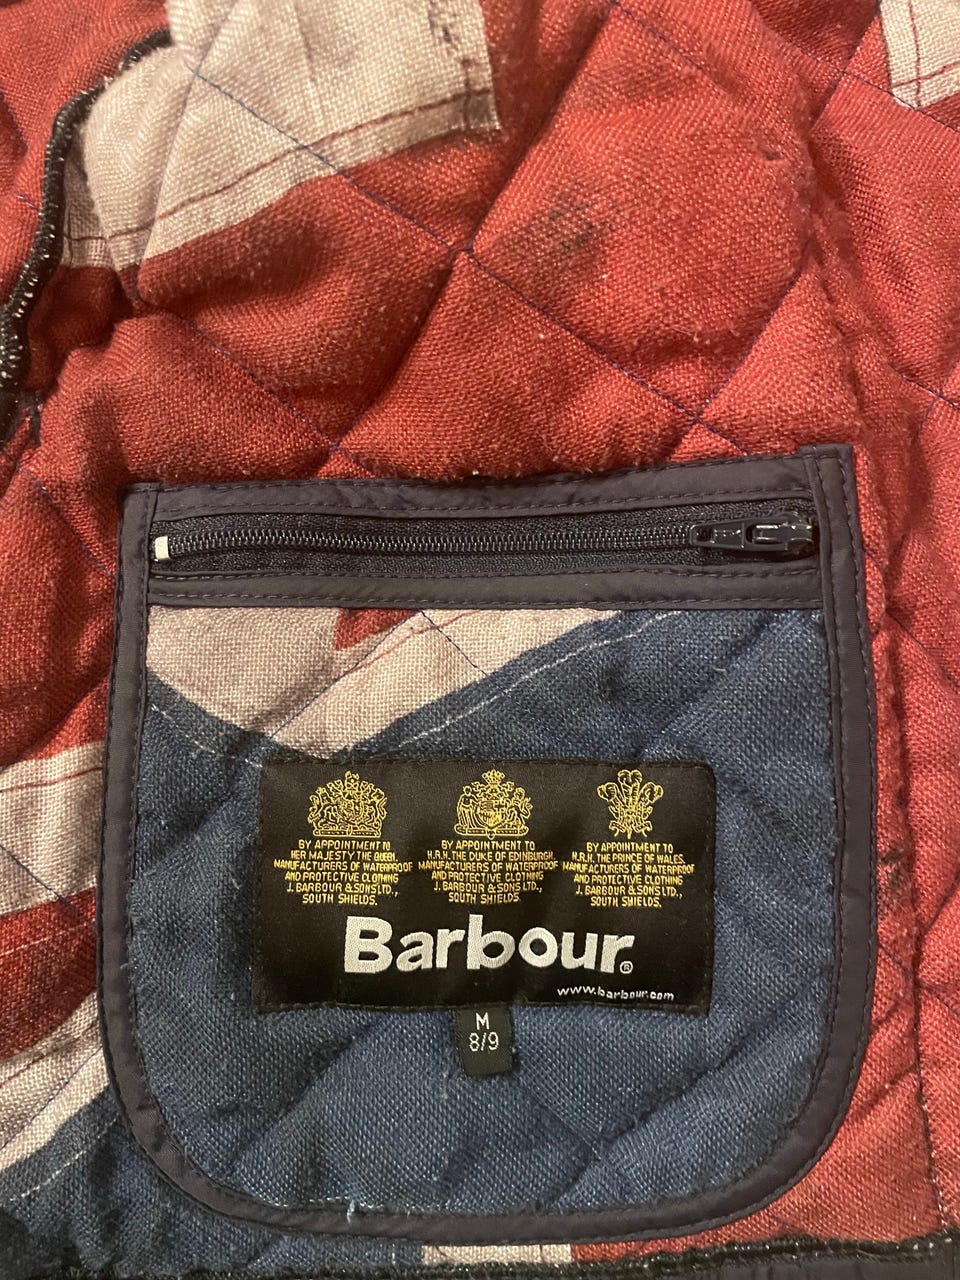 BY APPOINTMENT TO
HER MAJESTY THE QUEEN.
MANUFACTURERS OF WATERPROOF
AND PROTECTIVE CLOTHING
J. BARBOUR & SONS LTD.,
SOUTH SHIELDS.
BY APPOINTMENT TO
H.R.H. THE DUKE OF EDINBURGH.
MANUFACTURERS OF WATERPROOF
AND PROTECTIVE CLOTHING
J. BARBOUR & SONS LTD.,
SOUTH SHIELDS.
BY APPOINTMENT TO
H.R.H. THE PRINCE OF WALES.
MANUFACTURERS OF WATERPROOF
AND PROTECTIVE CLOTHING
J. BARBOUR & SONS LTD.,
SOUTH SHIELDS.
Barbour®
www.barbour.com
M
8/9